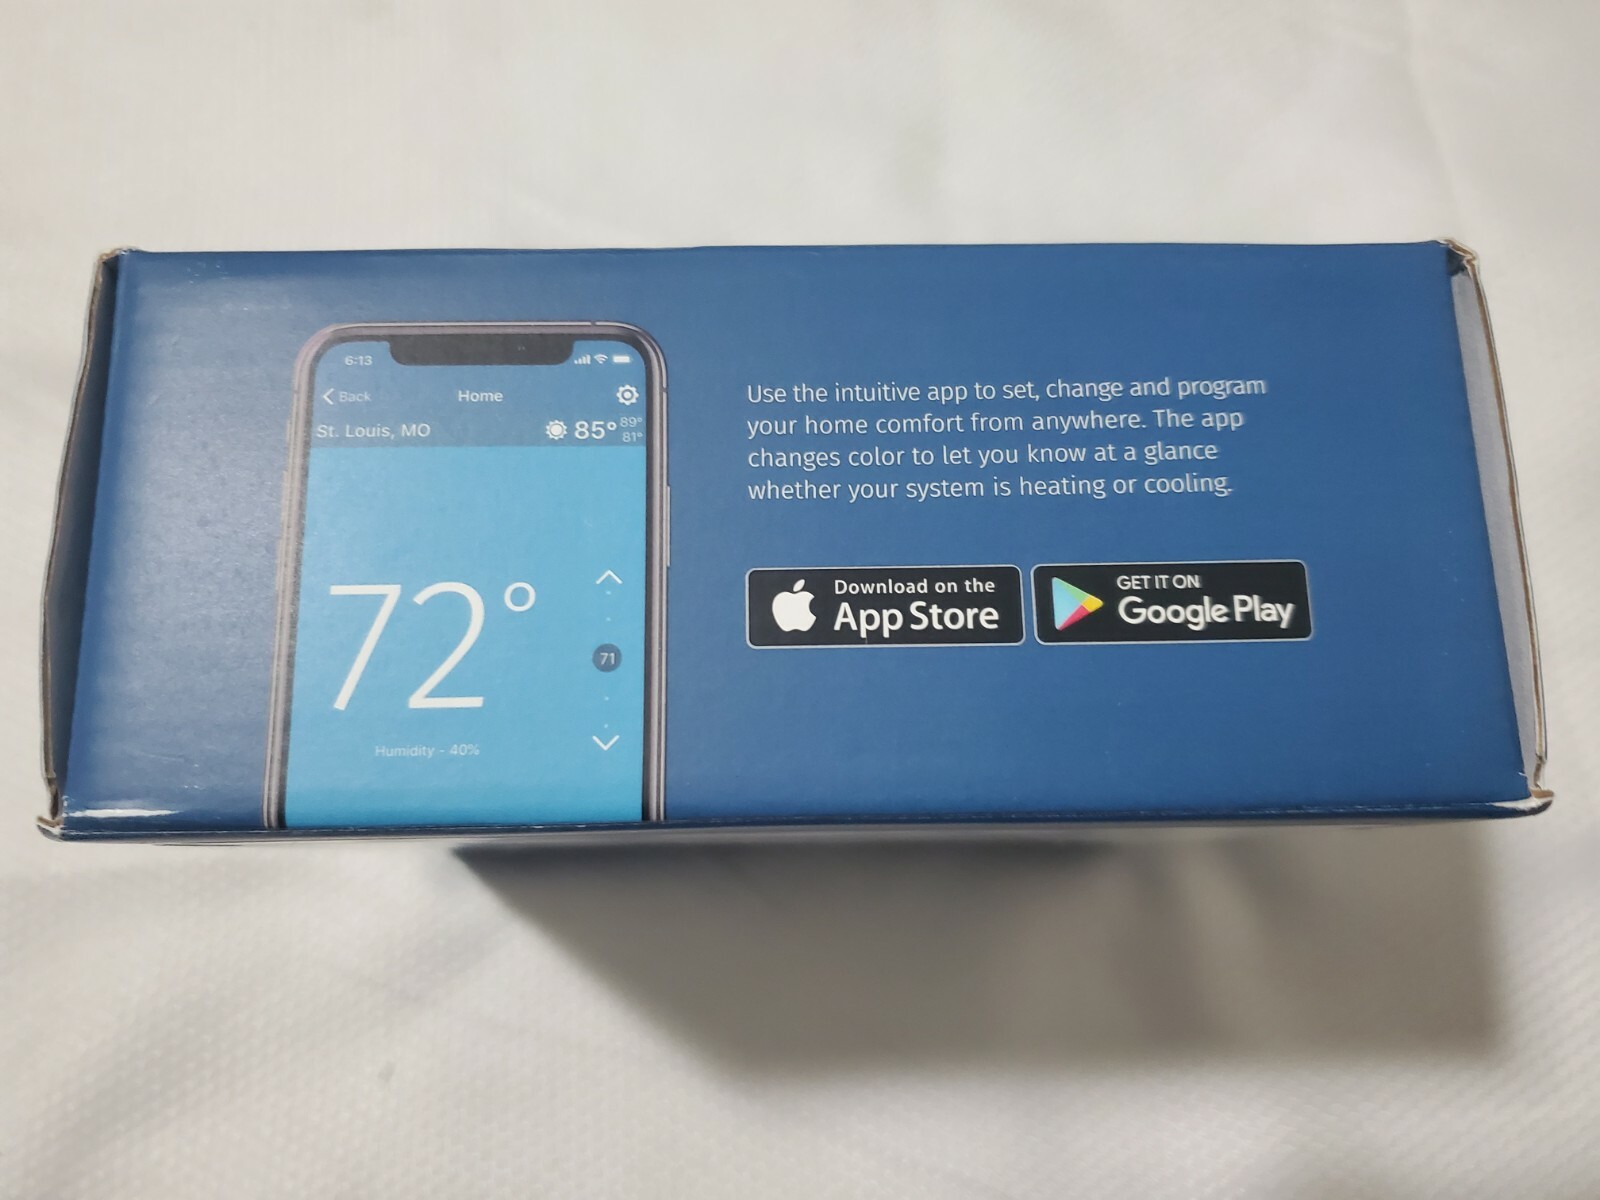 6:13
Back
Home
St. Louis, MO
85° 89°
81°
72°
71
Humidity - 40%
Use the intuitive app to set, change and program
your home comfort from anywhere. The app
changes color to let you know at a glance
whether your system is heating or cooling.
Download on the
App Store
GET IT ON
Google Play